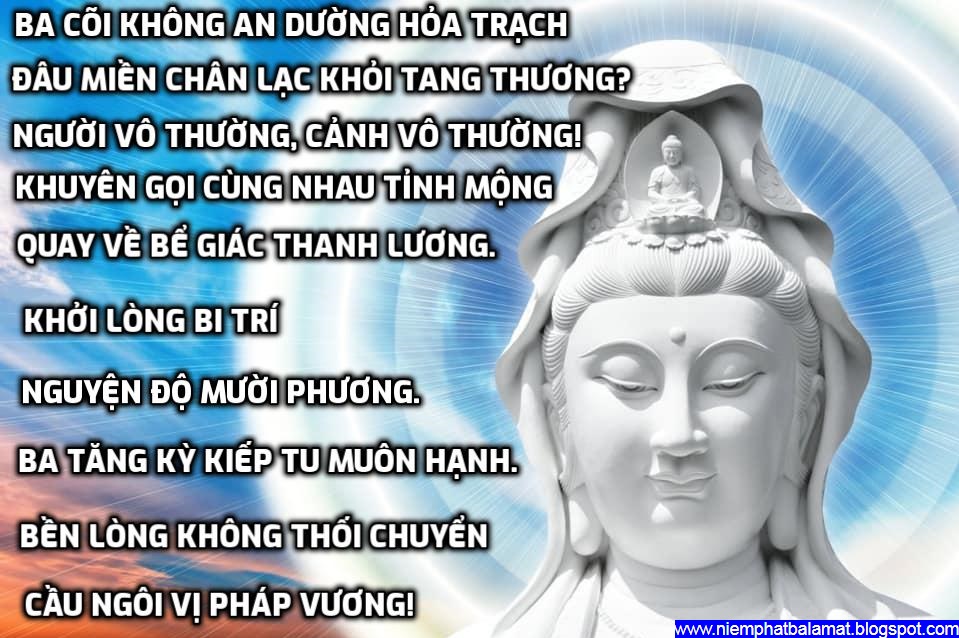 BA CÕI KHÔNG AN DƯỜNG HỎA TRẠCH
ĐÂU MIỀN CHÂN LẠC KHỎI TANG THƯƠNG?
NGƯỜI VÔ THƯỜNG, CẢNH VÔ THƯỜNG!
KHUYÊN GỌI CÙNG NHAU TỈNH MỘNG
QUAY VỀ BỂ GIÁC THANH LƯƠNG.
KHỞI LÒNG BI TRÍ
NGUYỆN ĐỘ MƯỜI PHƯƠNG.
BA TĂNG KỲ KIẾP TU MUÔN HẠNH.
BỀN LÒNG KHÔNG THỐI CHUYỂN
CẦU NGÔI VỊ PHÁP VƯƠNG!
www.niemphatbalamat.blogspot.com